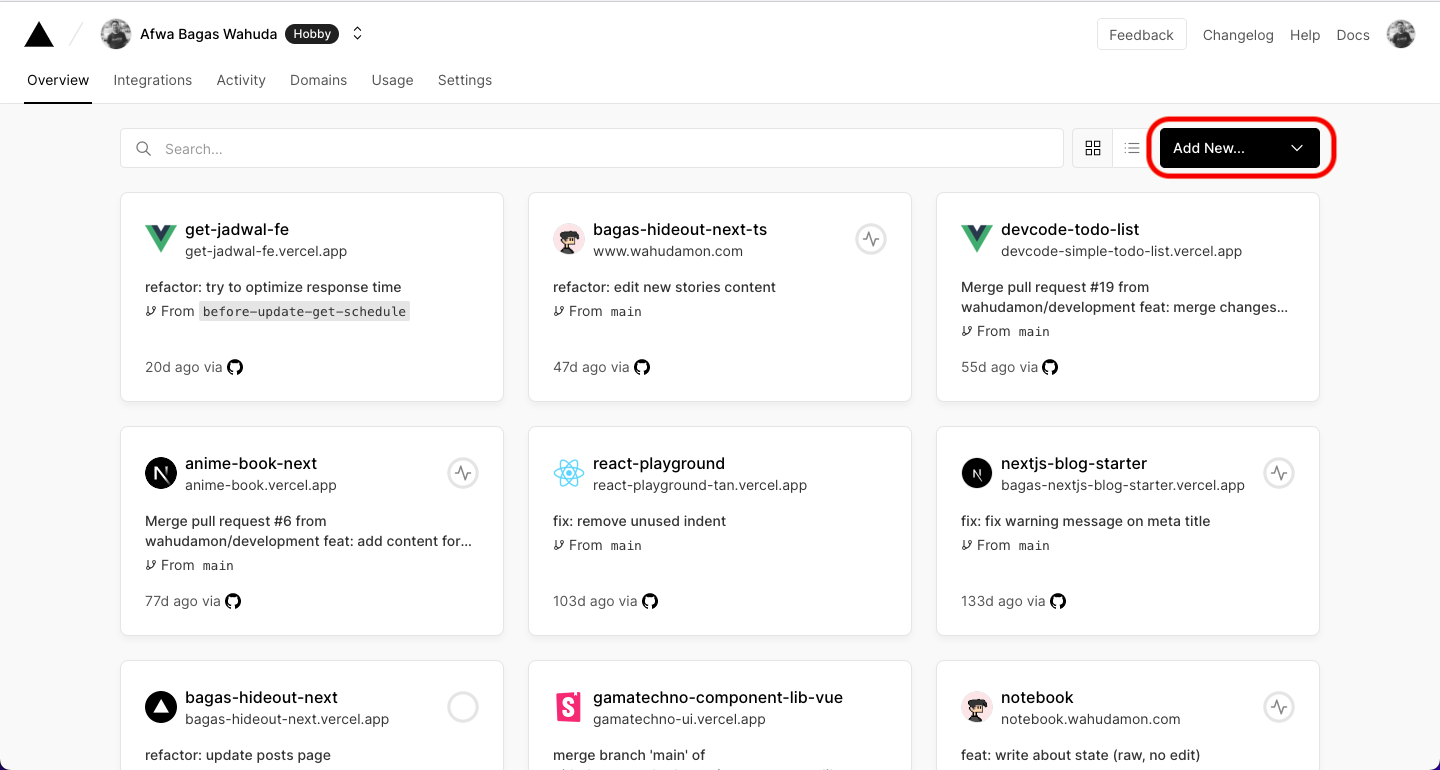 Afwa Bagas Wahuda Hobby
Feedback Changelog Help Docs
Overview Integrations Activity Domains Usage Settings
Search...
Add New...
get-jadwal-fe
get-jadwal-fe.vercel.app
refactor: try to optimize response time
From before-update-get-schedule
20d ago via
bagas-hideout-next-ts
www.wahudamon.com
refactor: edit new stories content
From main
47d ago via
devcode-todo-list
devcode-simple-todo-list.vercel.app
Merge pull request #19 from
wahudamon/development feat: merge changes...
From main
55d ago via
anime-book-next
anime-book.vercel.app
Merge pull request #6 from
wahudamon/development feat: add content for...
From main
77d ago via
react-playground
react-playground-tan.vercel.app
fix: remove unused indent
From main
103d ago via
nextjs-blog-starter
bagas-nextjs-blog-starter.vercel.app
fix: fix warning message on meta title
From main
133d ago via
bagas-hideout-next
bagas-hideout-next.vercel.app
refactor: update posts page
gamatechno-component-lib-vue
gamatechno-ui.vercel.app
merge branch 'main' of
notebook
notebook.wahudamon.com
feat: write about state (raw, no edit)